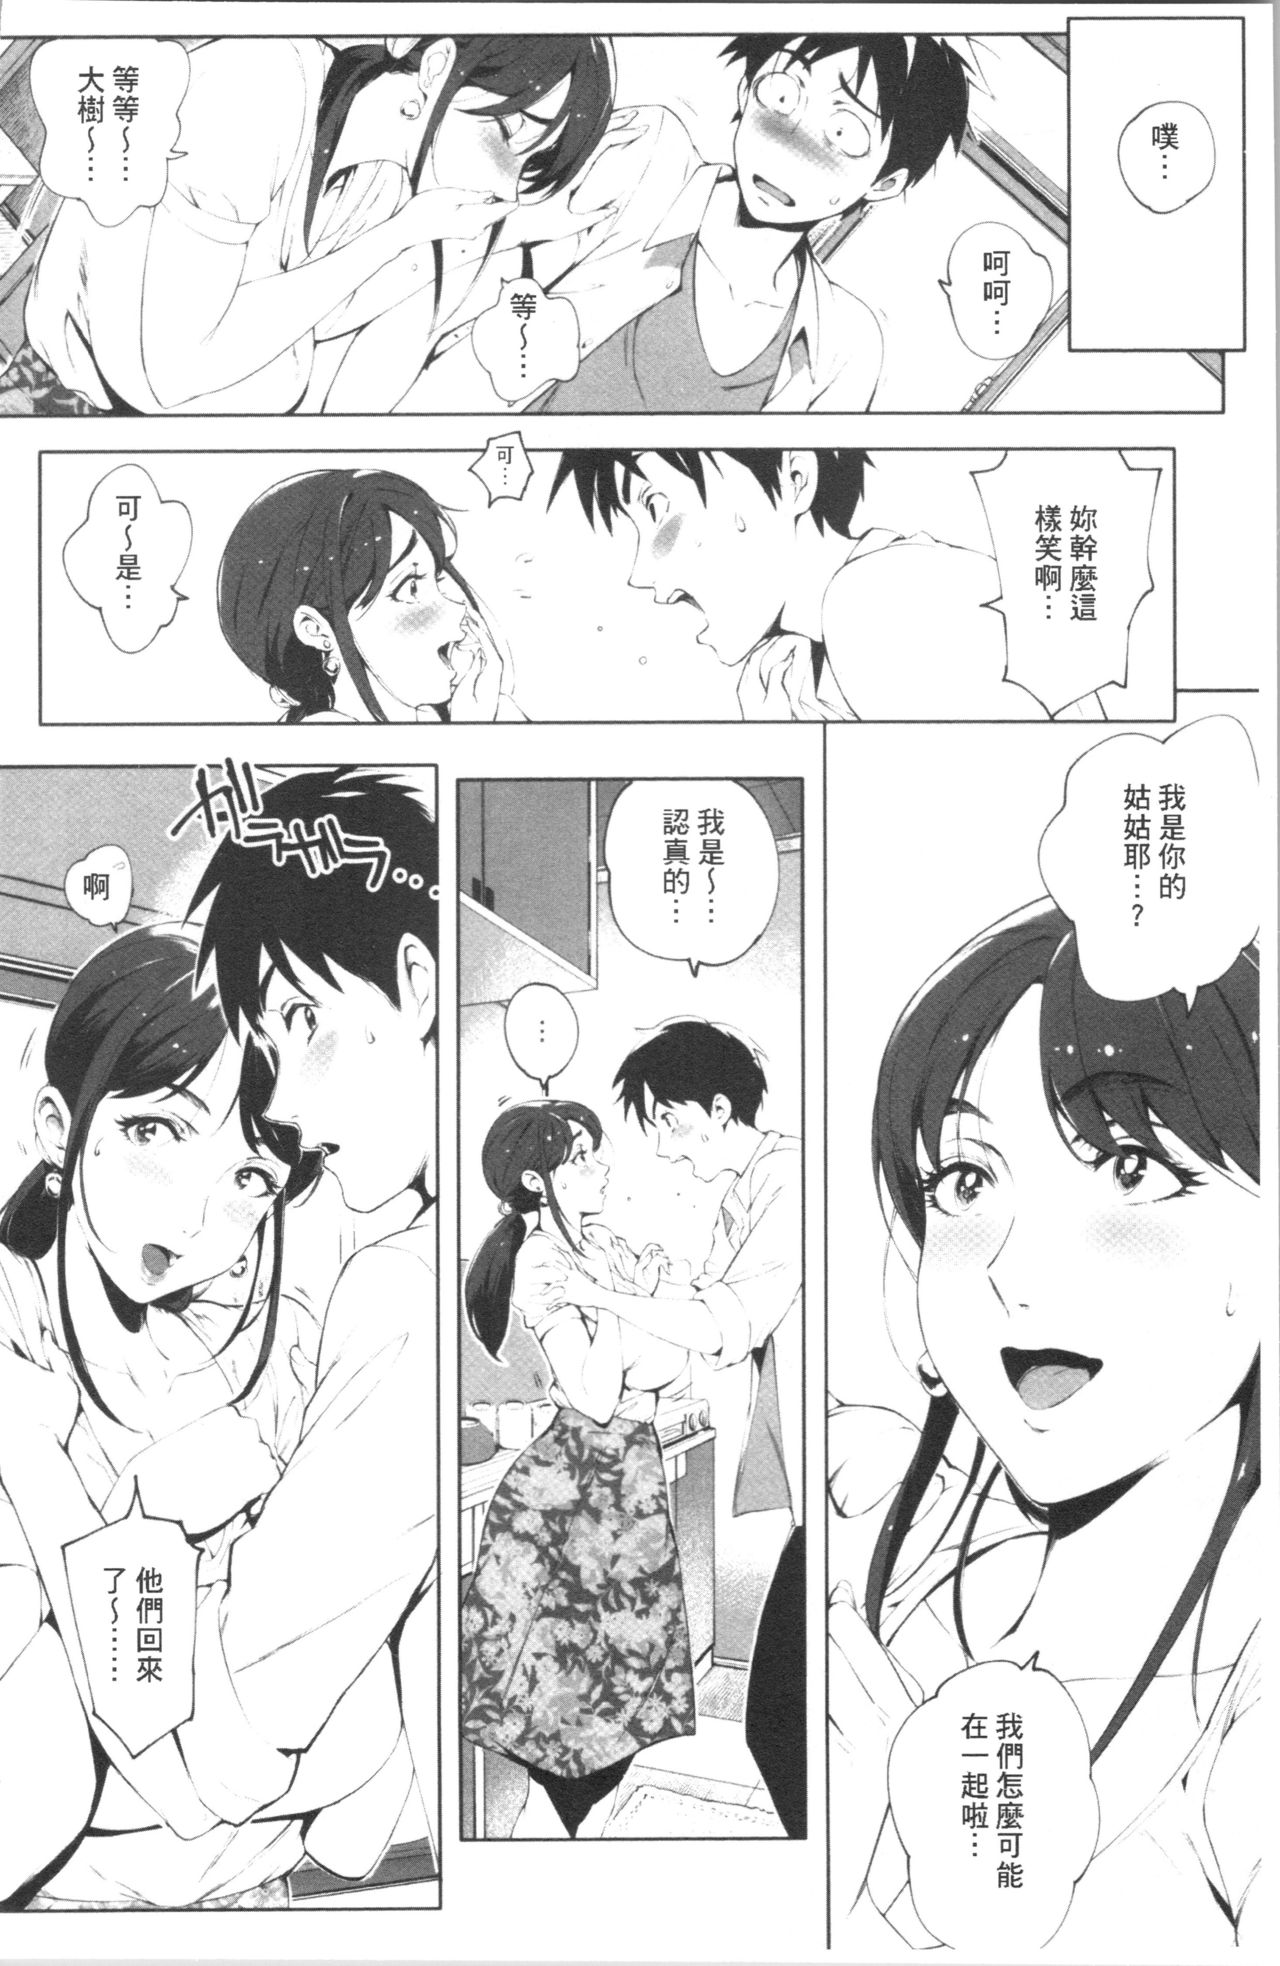 噗⋯
呵呵⋯
等～⋯
等等～⋯
大樹～⋯
妳幹麼這
樣笑啊⋯
可⋯
可～是⋯
我是你的
姑姑耶⋯?
我們怎麼可能
在一起啦⋯
我是～⋯
認真的⋯
⋯
ガラガラ⋯
啊
他們回來
了～⋯⋯